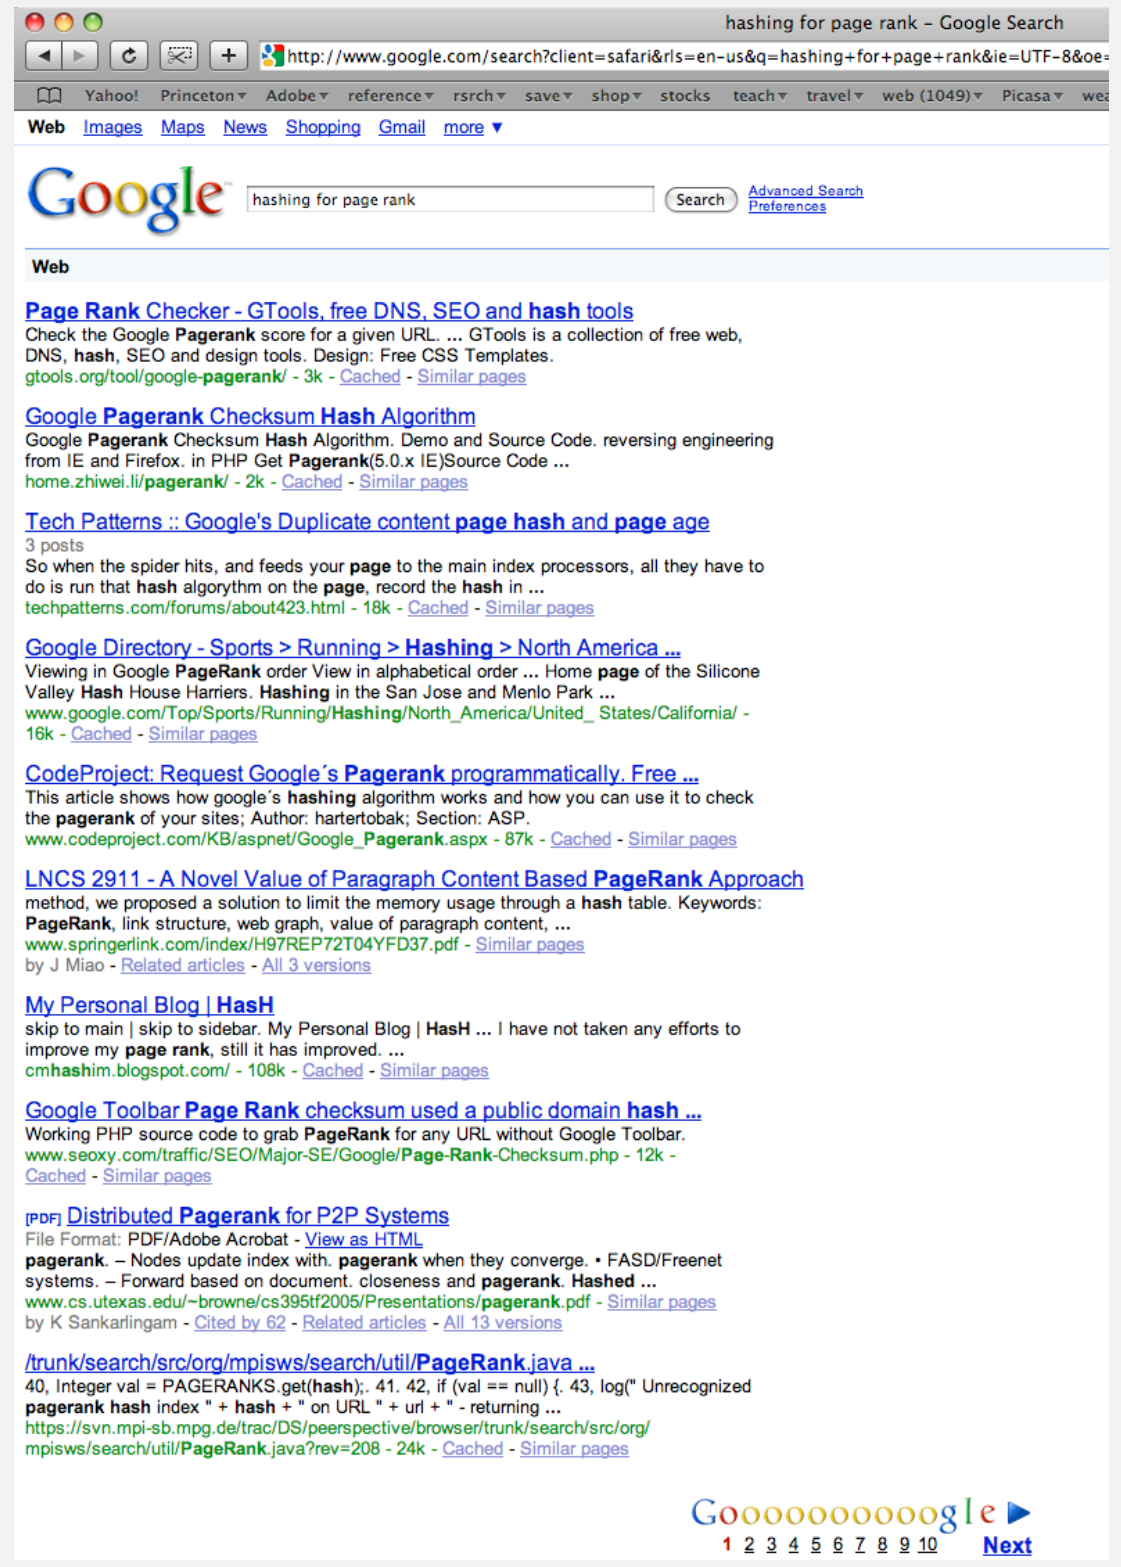 hashing for page rank – Google Search
http://www.google.com/search?client=safari&rls=en-us&q=hashing+for+page+rank&ie=UTF-8&oe=
Yahoo! Princeton▾ Adobe▾ reference▾ rsrch▾ save▾ shop▾ stocks teach▾ travel▾ web (1049)▾ Picasa▾ wea
Web Images Maps News Shopping Gmail more ▼
Google™ hashing for page rank Search Advanced Search
Preferences
Web
Page Rank Checker - GTools, free DNS, SEO and hash tools
Check the Google Pagerank score for a given URL. ... GTools is a collection of free web,
DNS, hash, SEO and design tools. Design: Free CSS Templates.
gtools.org/tool/google-pagerank/ - 3k - Cached - Similar pages
Google Pagerank Checksum Hash Algorithm
Google Pagerank Checksum Hash Algorithm. Demo and Source Code. reversing engineering
from IE and Firefox. in PHP Get Pagerank(5.0.x IE)Source Code ...
home.zhiwei.li/pagerank/ - 2k - Cached - Similar pages
Tech Patterns :: Google's Duplicate content page hash and page age
3 posts
So when the spider hits, and feeds your page to the main index processors, all they have to
do is run that hash algorythm on the page, record the hash in ...
techpatterns.com/forums/about423.html - 18k - Cached - Similar pages
Google Directory - Sports > Running > Hashing > North America ...
Viewing in Google PageRank order View in alphabetical order ... Home page of the Silicone
Valley Hash House Harriers. Hashing in the San Jose and Menlo Park ...
www.google.com/Top/Sports/Running/Hashing/North_America/United_ States/California/ -
16k - Cached - Similar pages
CodeProject: Request Google´s Pagerank programmatically. Free ...
This article shows how google´s hashing algorithm works and how you can use it to check
the pagerank of your sites; Author: hartertobak; Section: ASP.
www.codeproject.com/KB/aspnet/Google_Pagerank.aspx - 87k - Cached - Similar pages
LNCS 2911 - A Novel Value of Paragraph Content Based PageRank Approach
method, we proposed a solution to limit the memory usage through a hash table. Keywords:
PageRank, link structure, web graph, value of paragraph content, ...
www.springerlink.com/index/H97REP72T04YFD37.pdf - Similar pages
by J Miao - Related articles - All 3 versions
My Personal Blog | HasH
skip to main | skip to sidebar. My Personal Blog | HasH ... I have not taken any efforts to
improve my page rank, still it has improved. ...
cmhashim.blogspot.com/ - 108k - Cached - Similar pages
Google Toolbar Page Rank checksum used a public domain hash ...
Working PHP source code to grab PageRank for any URL without Google Toolbar.
www.seoxy.com/traffic/SEO/Major-SE/Google/Page-Rank-Checksum.php - 12k -
Cached - Similar pages
[PDF] Distributed Pagerank for P2P Systems
File Format: PDF/Adobe Acrobat - View as HTML
pagerank. – Nodes update index with. pagerank when they converge. • FASD/Freenet
systems. – Forward based on document. closeness and pagerank. Hashed ...
www.cs.utexas.edu/~browne/cs395tf2005/Presentations/pagerank.pdf - Similar pages
by K Sankarlingam - Cited by 62 - Related articles - All 13 versions
/trunk/search/src/org/mpisws/search/util/PageRank.java ...
40, Integer val = PAGERANKS.get(hash);. 41. 42, if (val == null) {. 43, log(" Unrecognized
pagerank hash index " + hash + " on URL " + url + " - returning ...
https://svn.mpi-sb.mpg.de/trac/DS/peerspective/browser/trunk/search/src/org/
mpisws/search/util/PageRank.java?rev=208 - 24k - Cached - Similar pages
Goooooooooogle ▶
1 2 3 4 5 6 7 8 9 10 Next